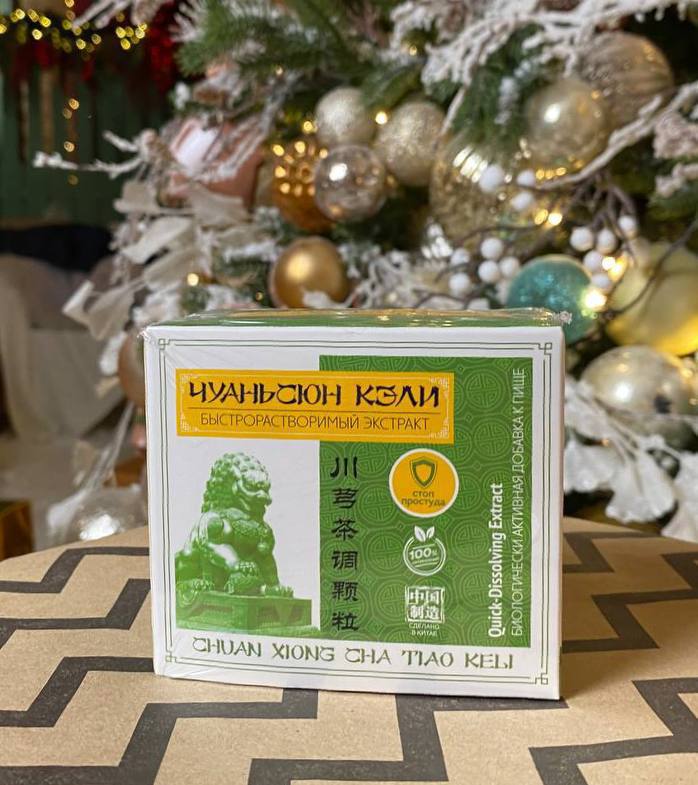 ЧУАНЬСЮН КЭЛИ
БЫСТРОРАСТВОРИМЫЙ ЭКСТРАКТ
川芎茶调颗粒
СТОП
ПРОСТУДА
100%
中国
制造
СДЕЛАНО
В КИТАЕ
Quick-Dissolving Extract
БИОЛОГИЧЕСКИ АКТИВНАЯ ДОБАВКА К ПИЩЕ
CHUAN XIONG CHA TIAO KELI